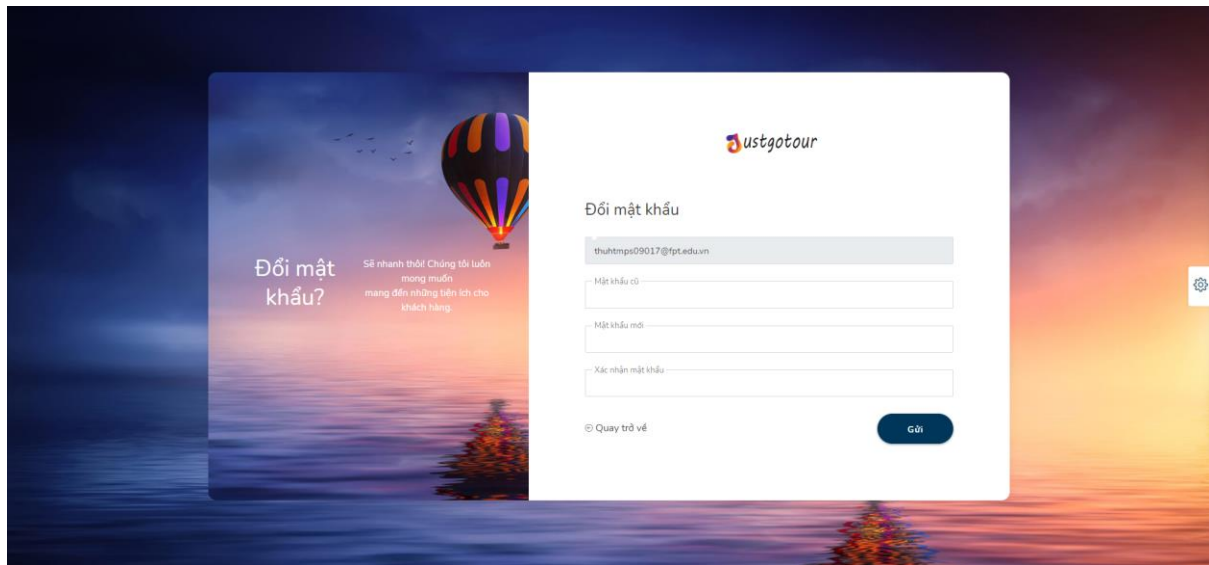 Justgotour
Đổi mật khẩu
thuhtmps09017@fpt.edu.vn
Mật khẩu cũ
Mật khẩu mới
Xác nhận mật khẩu
Quay trở về
Gửi
Đổi mật
khẩu?
Sẽ nhanh thôi! Chúng tôi luôn
mong muốn
mang đến những tiện ích cho
khách hàng.